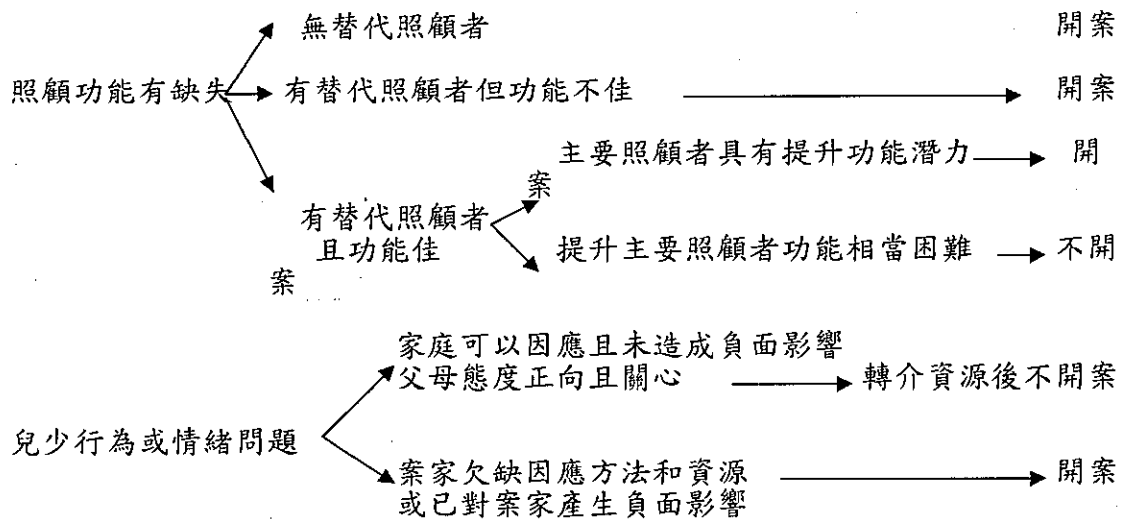 無替代照顧者 開案
照顧功能有缺失 有替代照顧者但功能不佳 開案
主要照顧者具有提升功能潛力 開
案
有替代照顧者
且功能佳 提升主要照顧者功能相當困難 不開
案
家庭可以因應且未造成負面影響
父母態度正向且關心 轉介資源後不開案
兒少行為或情緒問題
案家欠缺因應方法和資源 開案
或已對案家產生負面影響